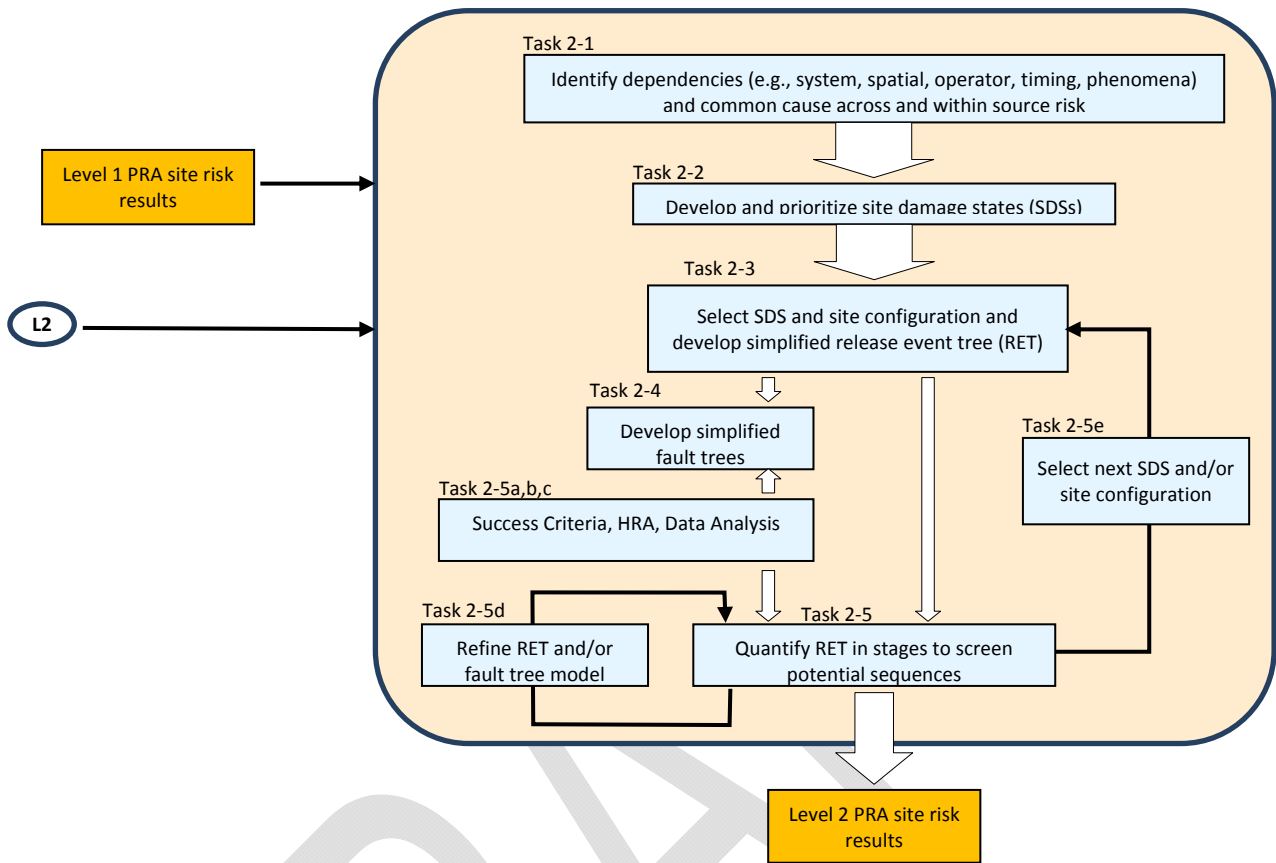 Task 2-1
Identify dependencies (e.g., system, spatial, operator, timing, phenomena)
and common cause across and within source risk
Level 1 PRA site risk
results
Task 2-2
Develop and prioritize site damage states (SDSs)
Task 2-3
L2
Select SDS and site configuration and
develop simplified release event tree (RET)
Task 2-4
Develop simplified
fault trees
Task 2-5e
Select next SDS and/or
site configuration
Task 2-5a,b,c
Success Criteria, HRA, Data Analysis
Task 2-5d
Refine RET and/or
fault tree model
Task 2-5
Quantify RET in stages to screen
potential sequences
Level 2 PRA site risk
results